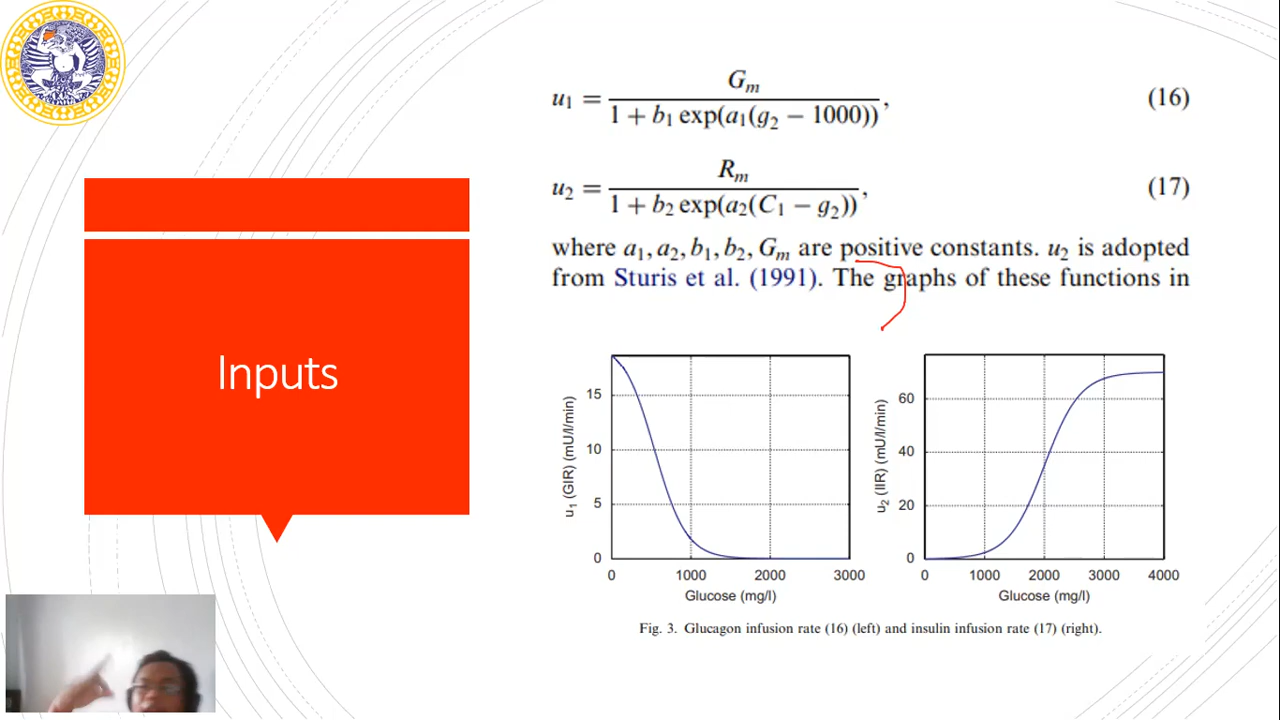 u₁ = Gₘ / (1 + b₁ exp(a₁(g₂ − 1000))), (16)
u₂ = Rₘ / (1 + b₂ exp(a₂(C₁ − g₂))), (17)
where a₁, a₂, b₁, b₂, Gₘ are positive constants. u₂ is adopted
from Sturis et al. (1991). The graphs of these functions in
Inputs
u₁ (GIR) (mU/l/min)
15
10
5
0
0 1000 2000 3000
Glucose (mg/l)
u₂ (IIR) (mU/l/min)
60
40
20
0
0 1000 2000 3000 4000
Glucose (mg/l)
Fig. 3. Glucagon infusion rate (16) (left) and insulin infusion rate (17) (right).